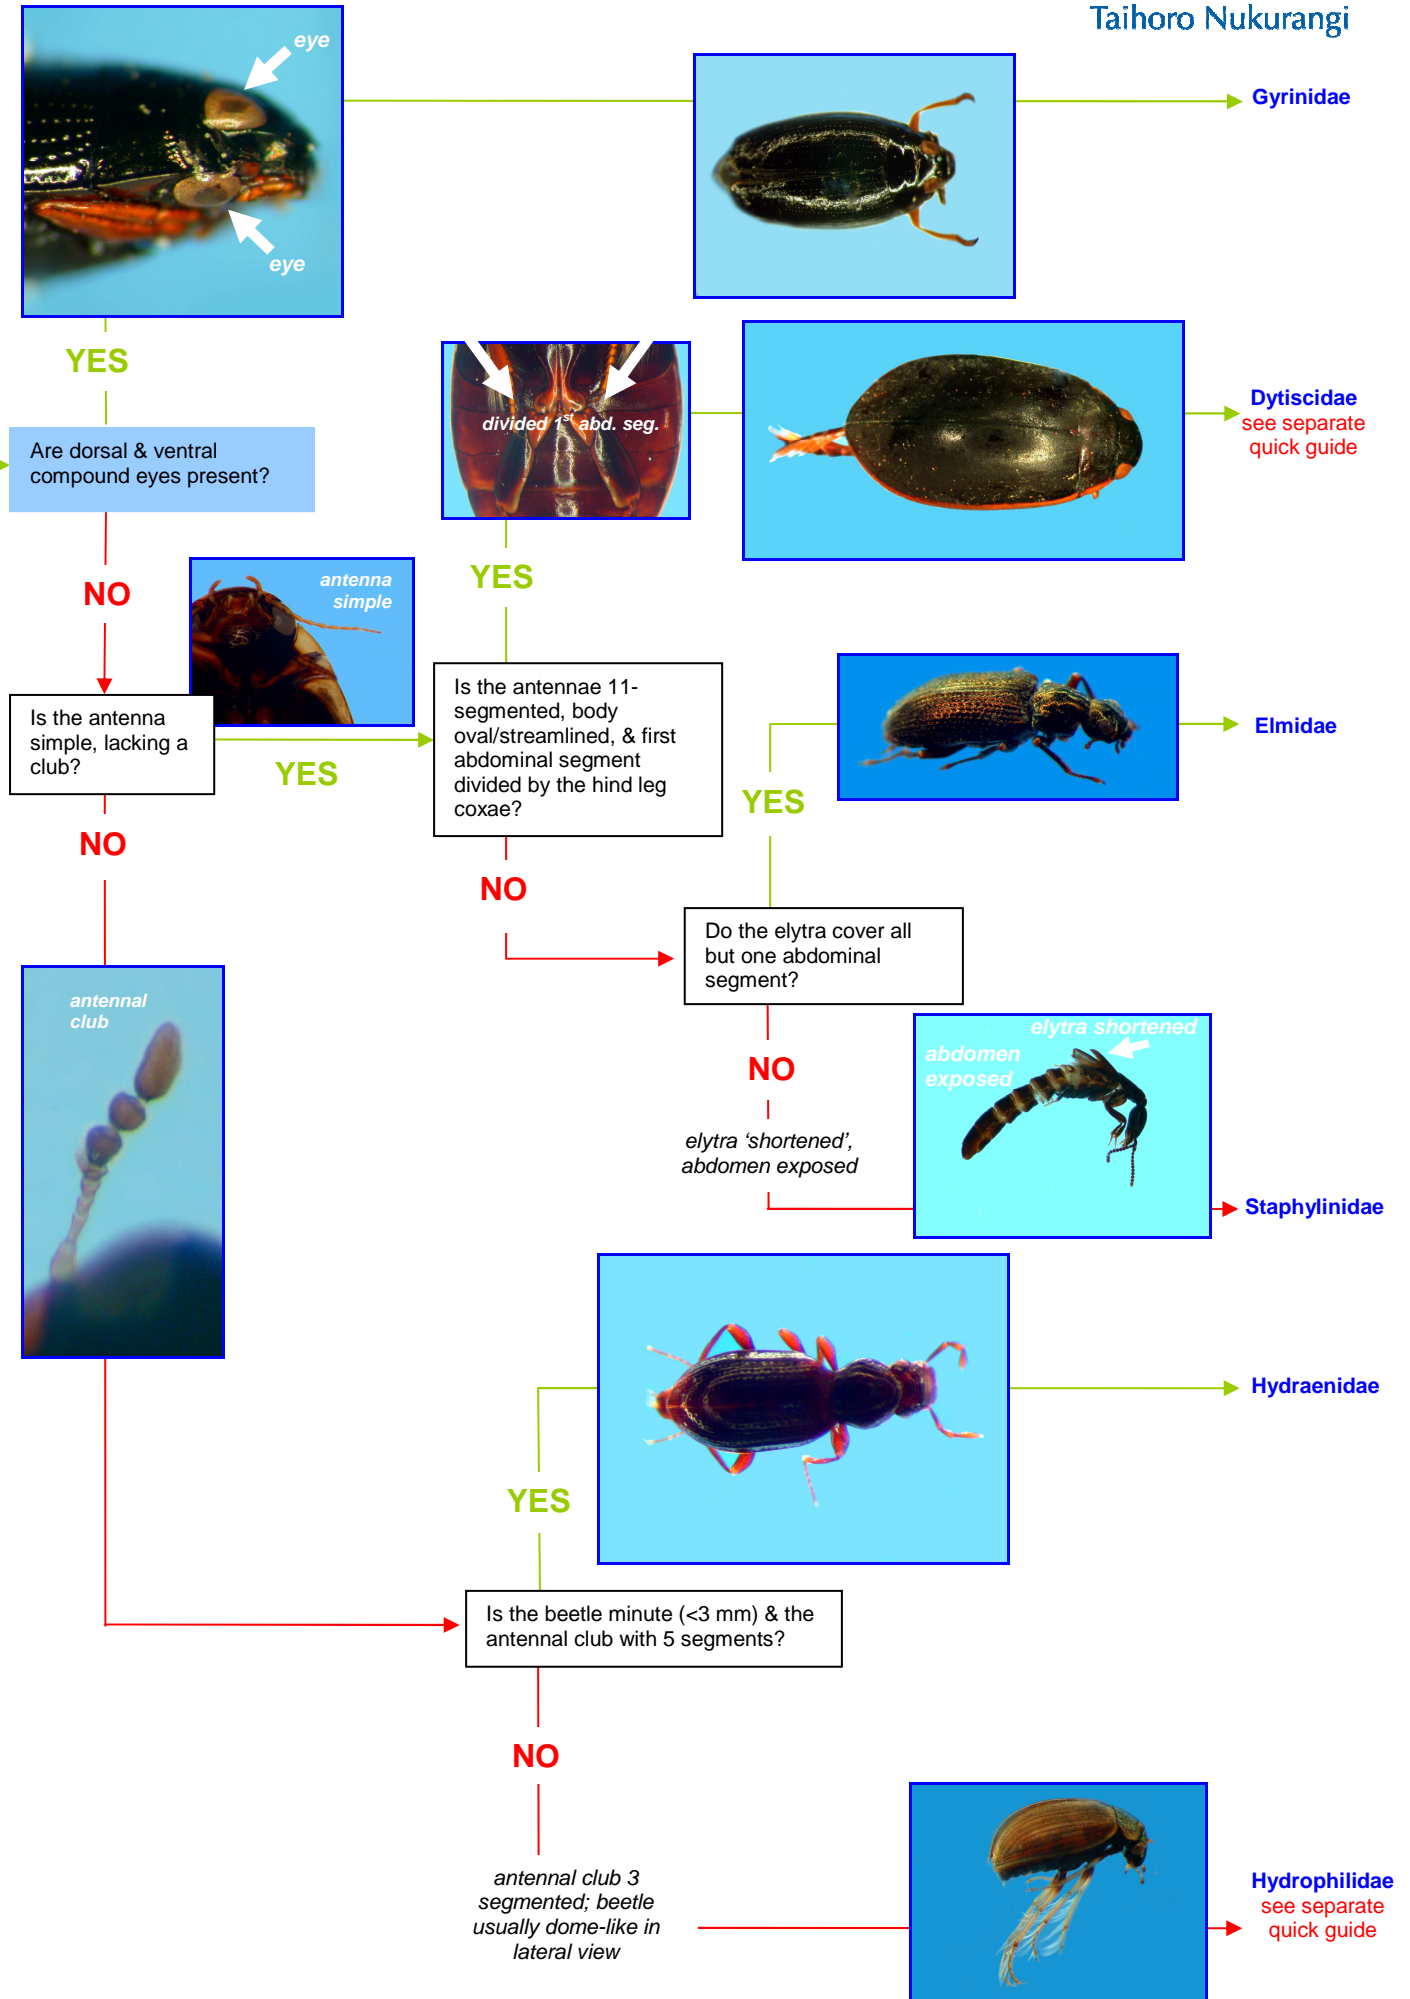 Taihoro Nukurangi
eye
eye
Gyrinidae
YES
Are dorsal & ventral
compound eyes present?
divided 1st abd. seg.
Dytiscidae
see separate
quick guide
NO
antenna
simple
YES
Is the antenna
simple, lacking a
club?
YES
Is the antennae 11-
segmented, body
oval/streamlined, & first
abdominal segment
divided by the hind leg
coxae?
Elmidae
YES
NO
NO
Do the elytra cover all
but one abdominal
segment?
antennal
club
NO
elytra shortened
abdomen
exposed
elytra ‘shortened’,
abdomen exposed
Staphylinidae
Hydraenidae
YES
Is the beetle minute (<3 mm) & the
antennal club with 5 segments?
NO
antennal club 3
segmented; beetle
usually dome-like in
lateral view
Hydrophilidae
see separate
quick guide